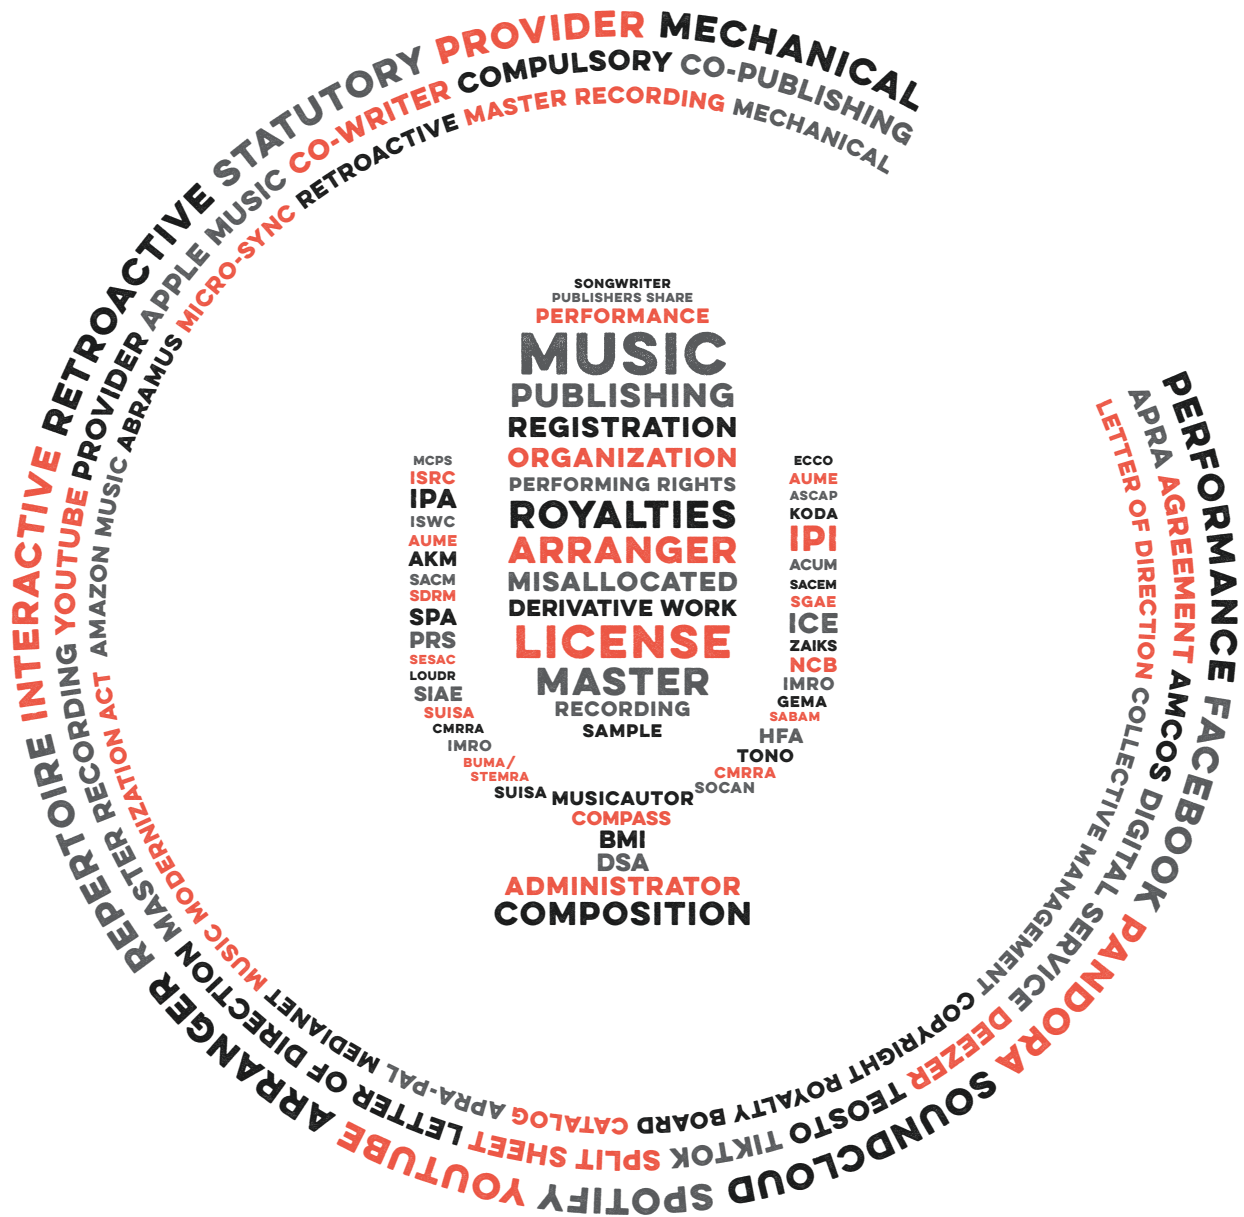 REPERTOIRE INTERACTIVE RETROACTIVE STATUTORY PROVIDER MECHANICAL
MASTER RECORDING YOUTUBE PROVIDER APPLE MUSIC CO-WRITER COMPULSORY CO-PUBLISHING
MUSIC MODERNIZATION ACT AMAZON MUSIC ABRAMUS MICRO-SYNC RETROACTIVE MASTER RECORDING MECHANICAL
PERFORMANCE FACEBOOK PANDORA SOUNDCLOUD SPOTIFY YOUTUBE ARRANGER
APRA AGREEMENT AMCOS DIGITAL SERVICE DEEZER TEOSTO TIKTOK SPLIT SHEET LETTER OF DIRECTION
LETTER OF DIRECTION COLLECTIVE MANAGEMENT COPYRIGHT ROYALTY BOARD CATALOG APRA-PAL MEDIANET
SONGWRITER
PUBLISHERS SHARE
PERFORMANCE
MUSIC
PUBLISHING
REGISTRATION
ORGANIZATION
PERFORMING RIGHTS
ROYALTIES
ARRANGER
MISALLOCATED
DERIVATIVE WORK
LICENSE
MASTER
RECORDING
SAMPLE
MCPS
ISRC
IPA
ISWC
AUME
AKM
SACM
SDRM
SPA
PRS
SESAC
LOUDR
SIAE
SUISA
CMRRA
IMRO
BUMA/
STEMRA
SUISA
ECCO
AUME
ASCAP
KODA
IPI
ACUM
SACEM
SGAE
ICE
ZAIKS
NCB
IMRO
GEMA
SABAM
HFA
TONO
CMRRA
SOCAN
MUSICAUTOR
COMPASS
BMI
DSA
ADMINISTRATOR
COMPOSITION